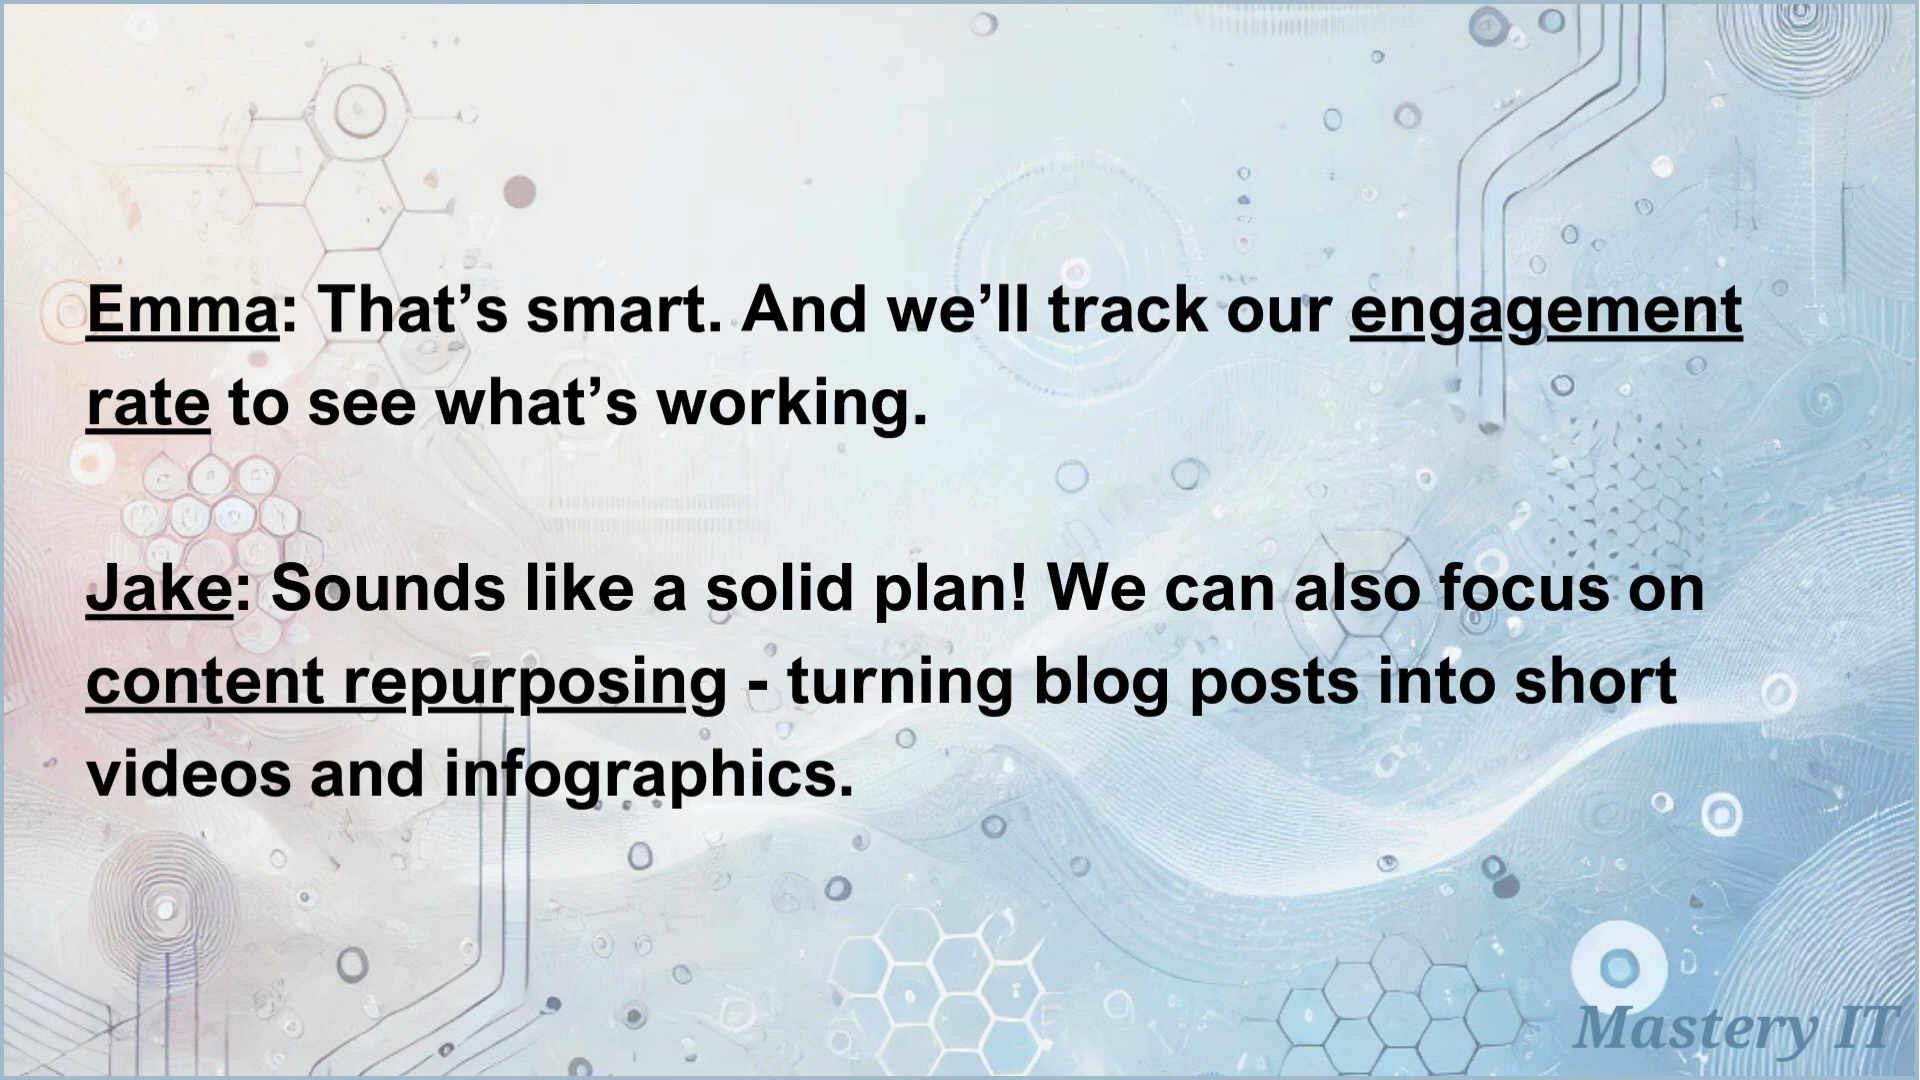 Emma: That’s smart. And we’ll track our engagement
rate to see what’s working.
Jake: Sounds like a solid plan! We can also focus on
content repurposing - turning blog posts into short
videos and infographics.
Mastery IT